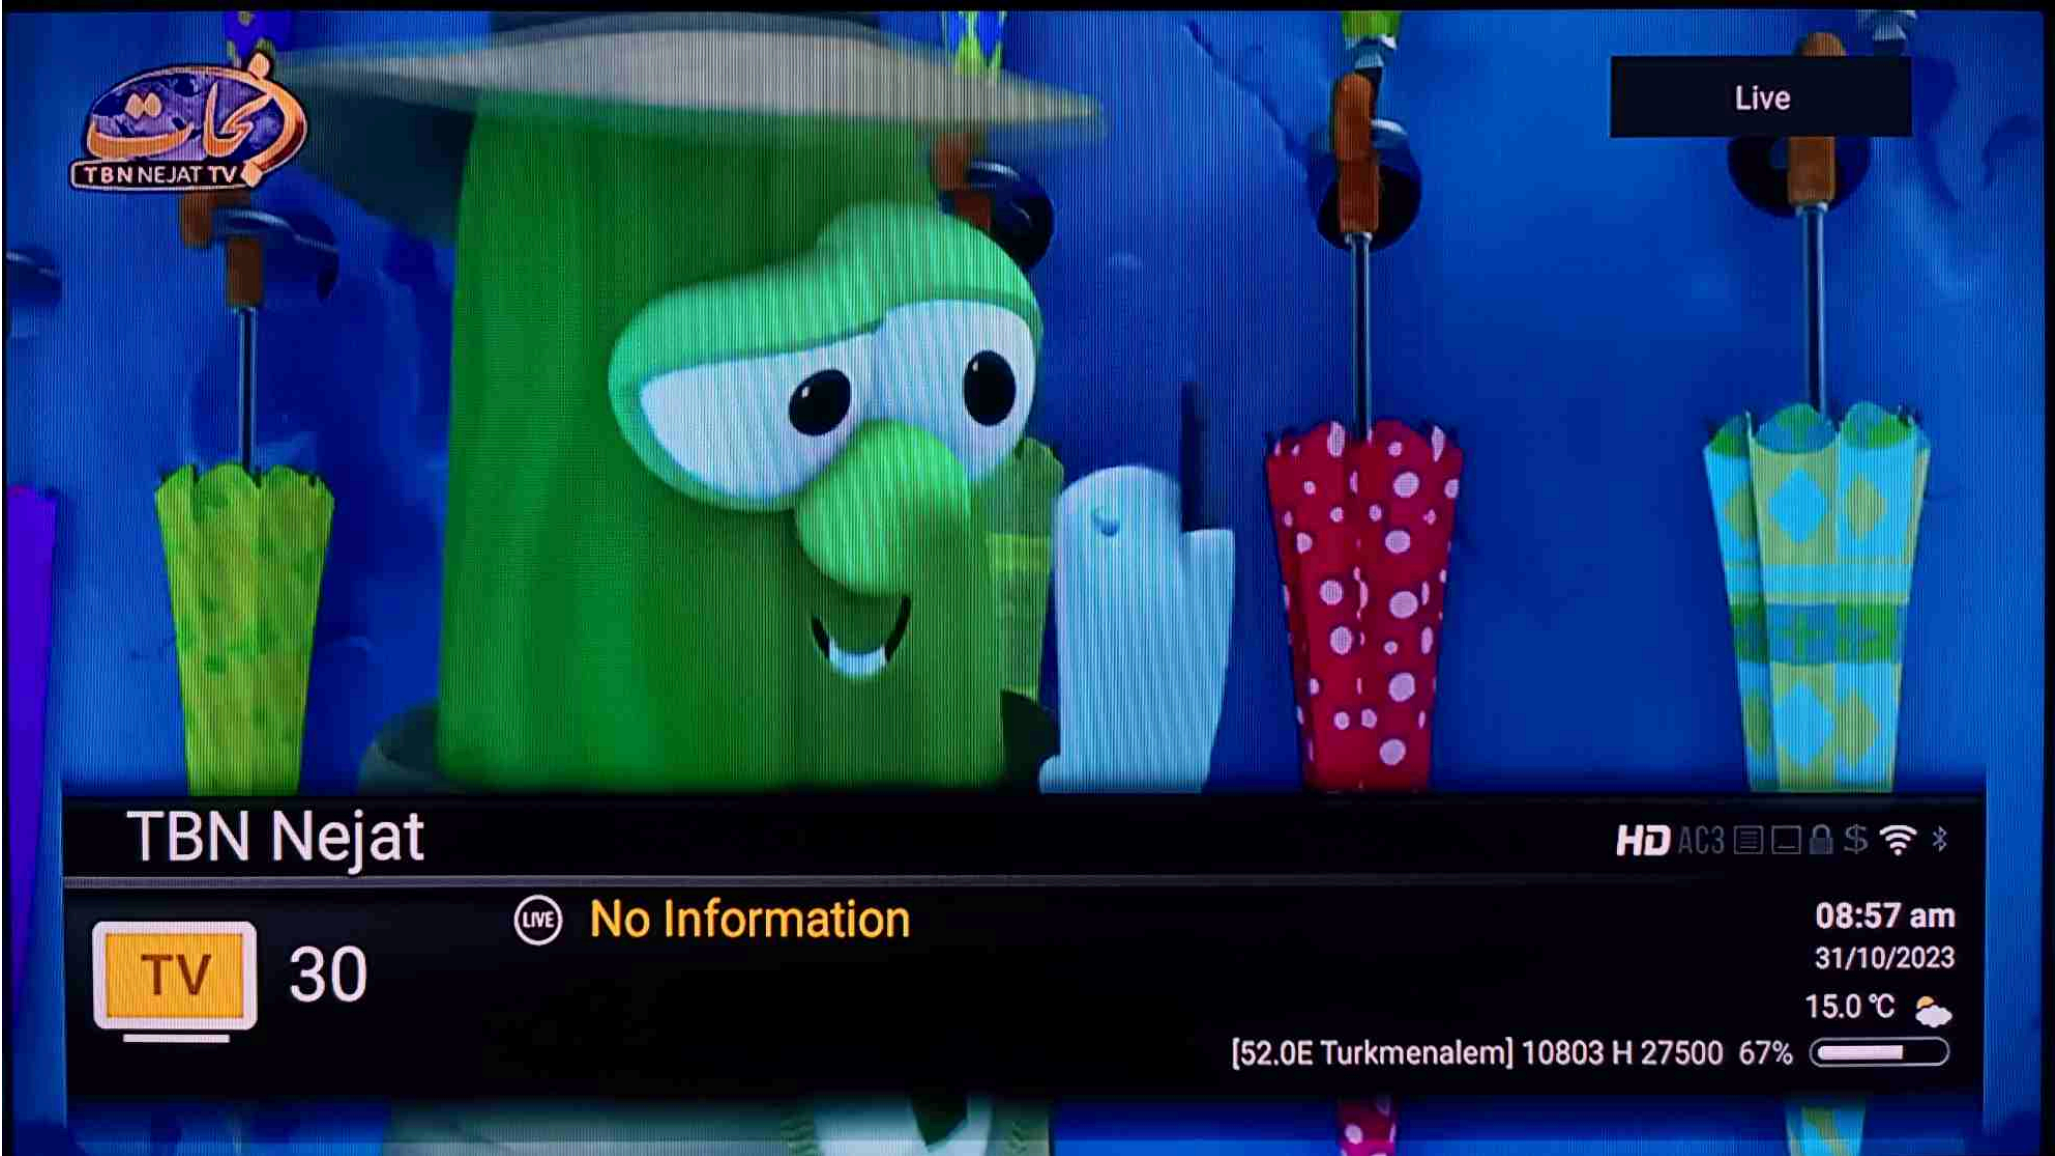 نجات
TBN NEJAT TV
Live
TBN Nejat
HD AC3 $
LIVE No Information
TV 30
08:57 am
31/10/2023
15.0 °C
[52.0E Turkmenalem] 10803 H 27500 67%